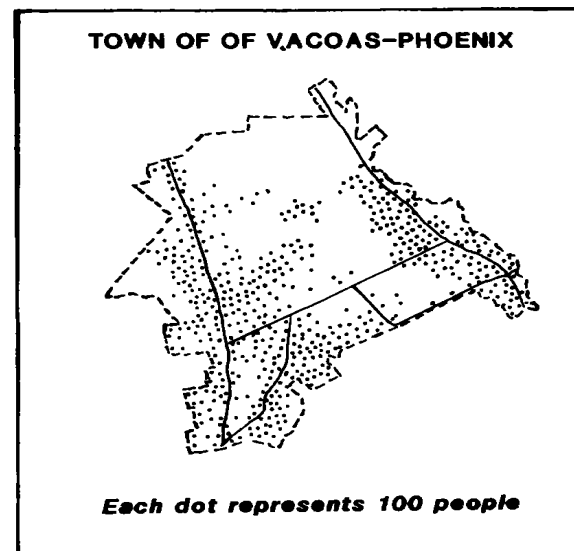 TOWN OF OF V.ACOAS-PHOENIX
Each dot represents 100 people